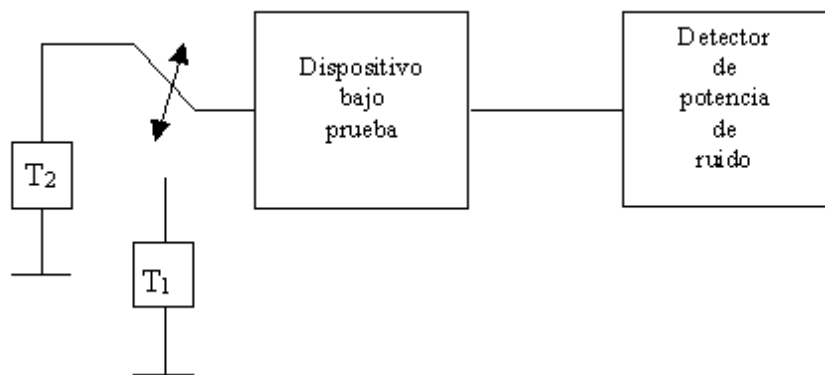 Dispositivo
bajo
prueba
Detector
de
potencia
de
ruido
T2
T1